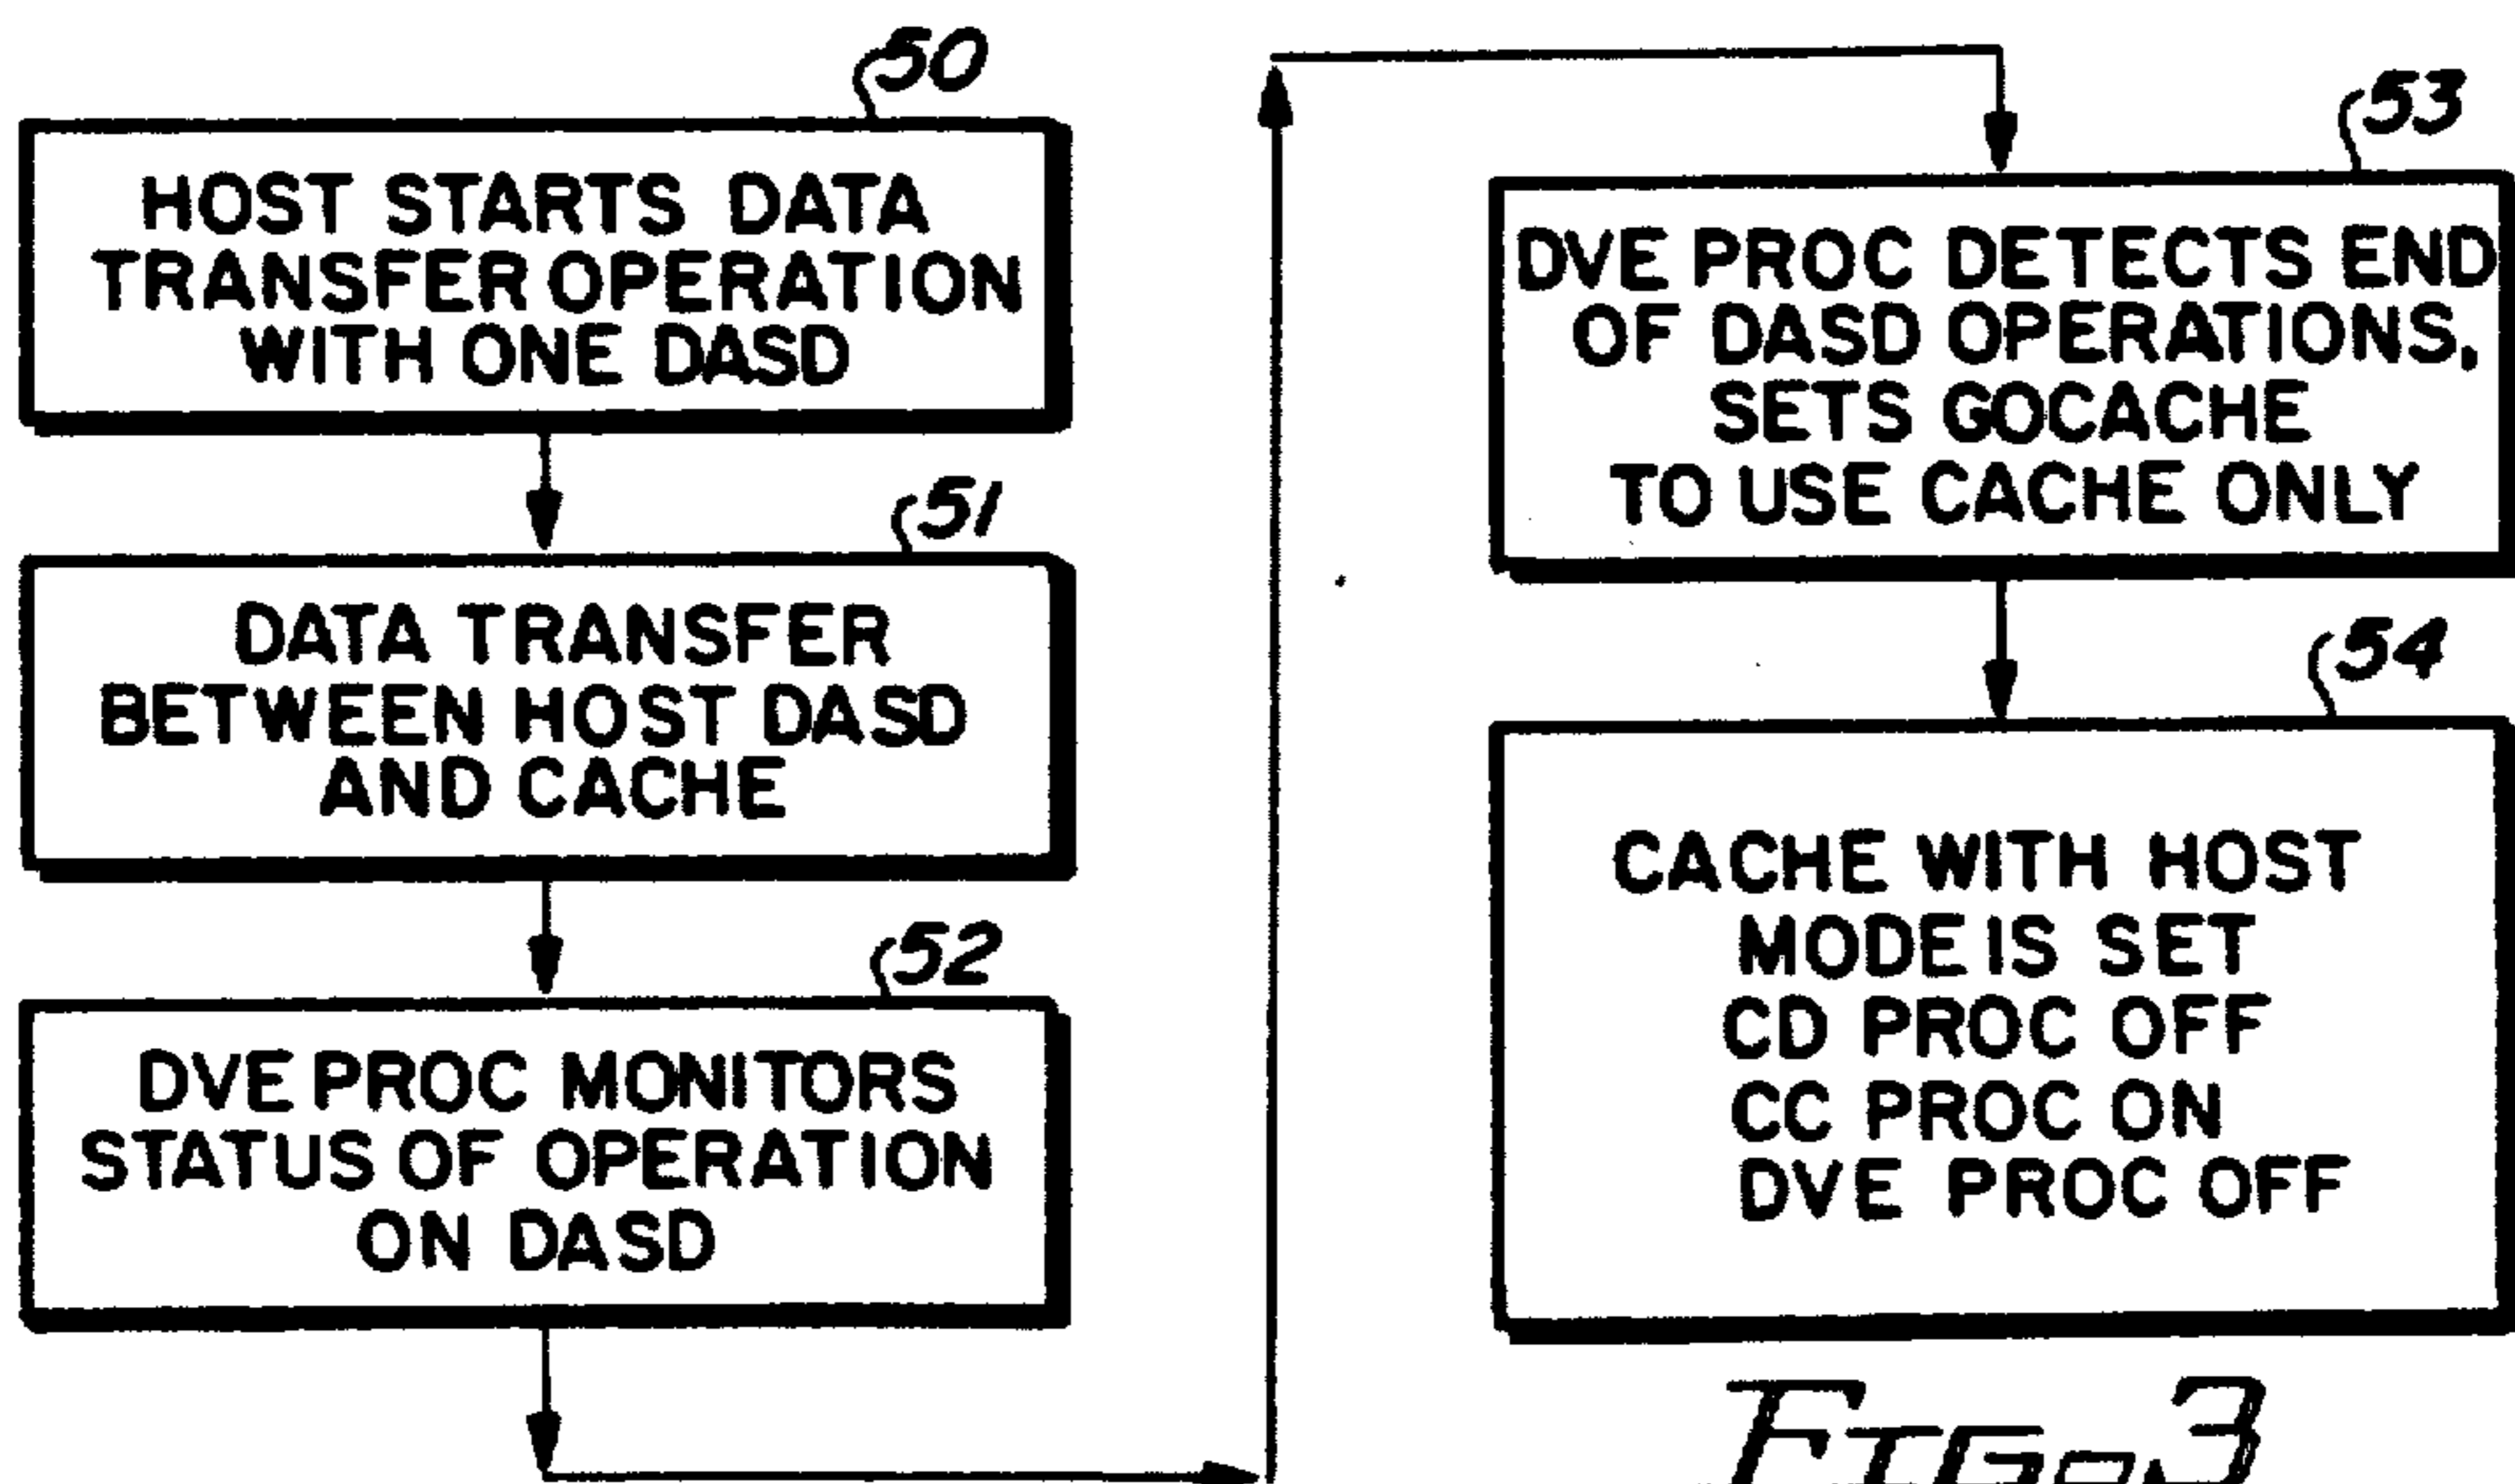 50
HOST STARTS DATA
TRANSFER OPERATION
WITH ONE DASD
51
DATA TRANSFER
BETWEEN HOST DASD
AND CACHE
52
DVE PROC MONITORS
STATUS OF OPERATION
ON DASD
53
DVE PROC DETECTS END
OF DASD OPERATIONS,
SETS GOCACHE
TO USE CACHE ONLY
54
CACHE WITH HOST
MODE IS SET
CD PROC OFF
CC PROC ON
DVE PROC OFF
FIG. 3